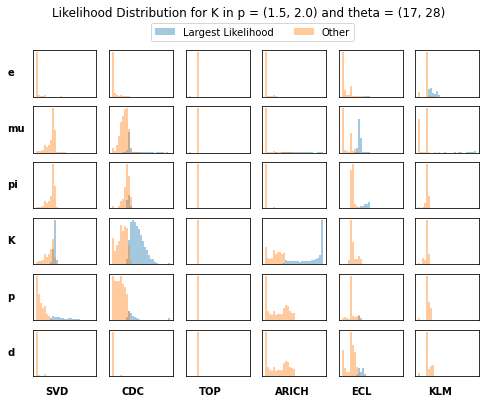 Likelihood Distribution for K in p = (1.5, 2.0) and theta = (17, 28)
Largest Likelihood Other
e
mu
pi
K
p
d
SVD CDC TOP ARICH ECL KLM